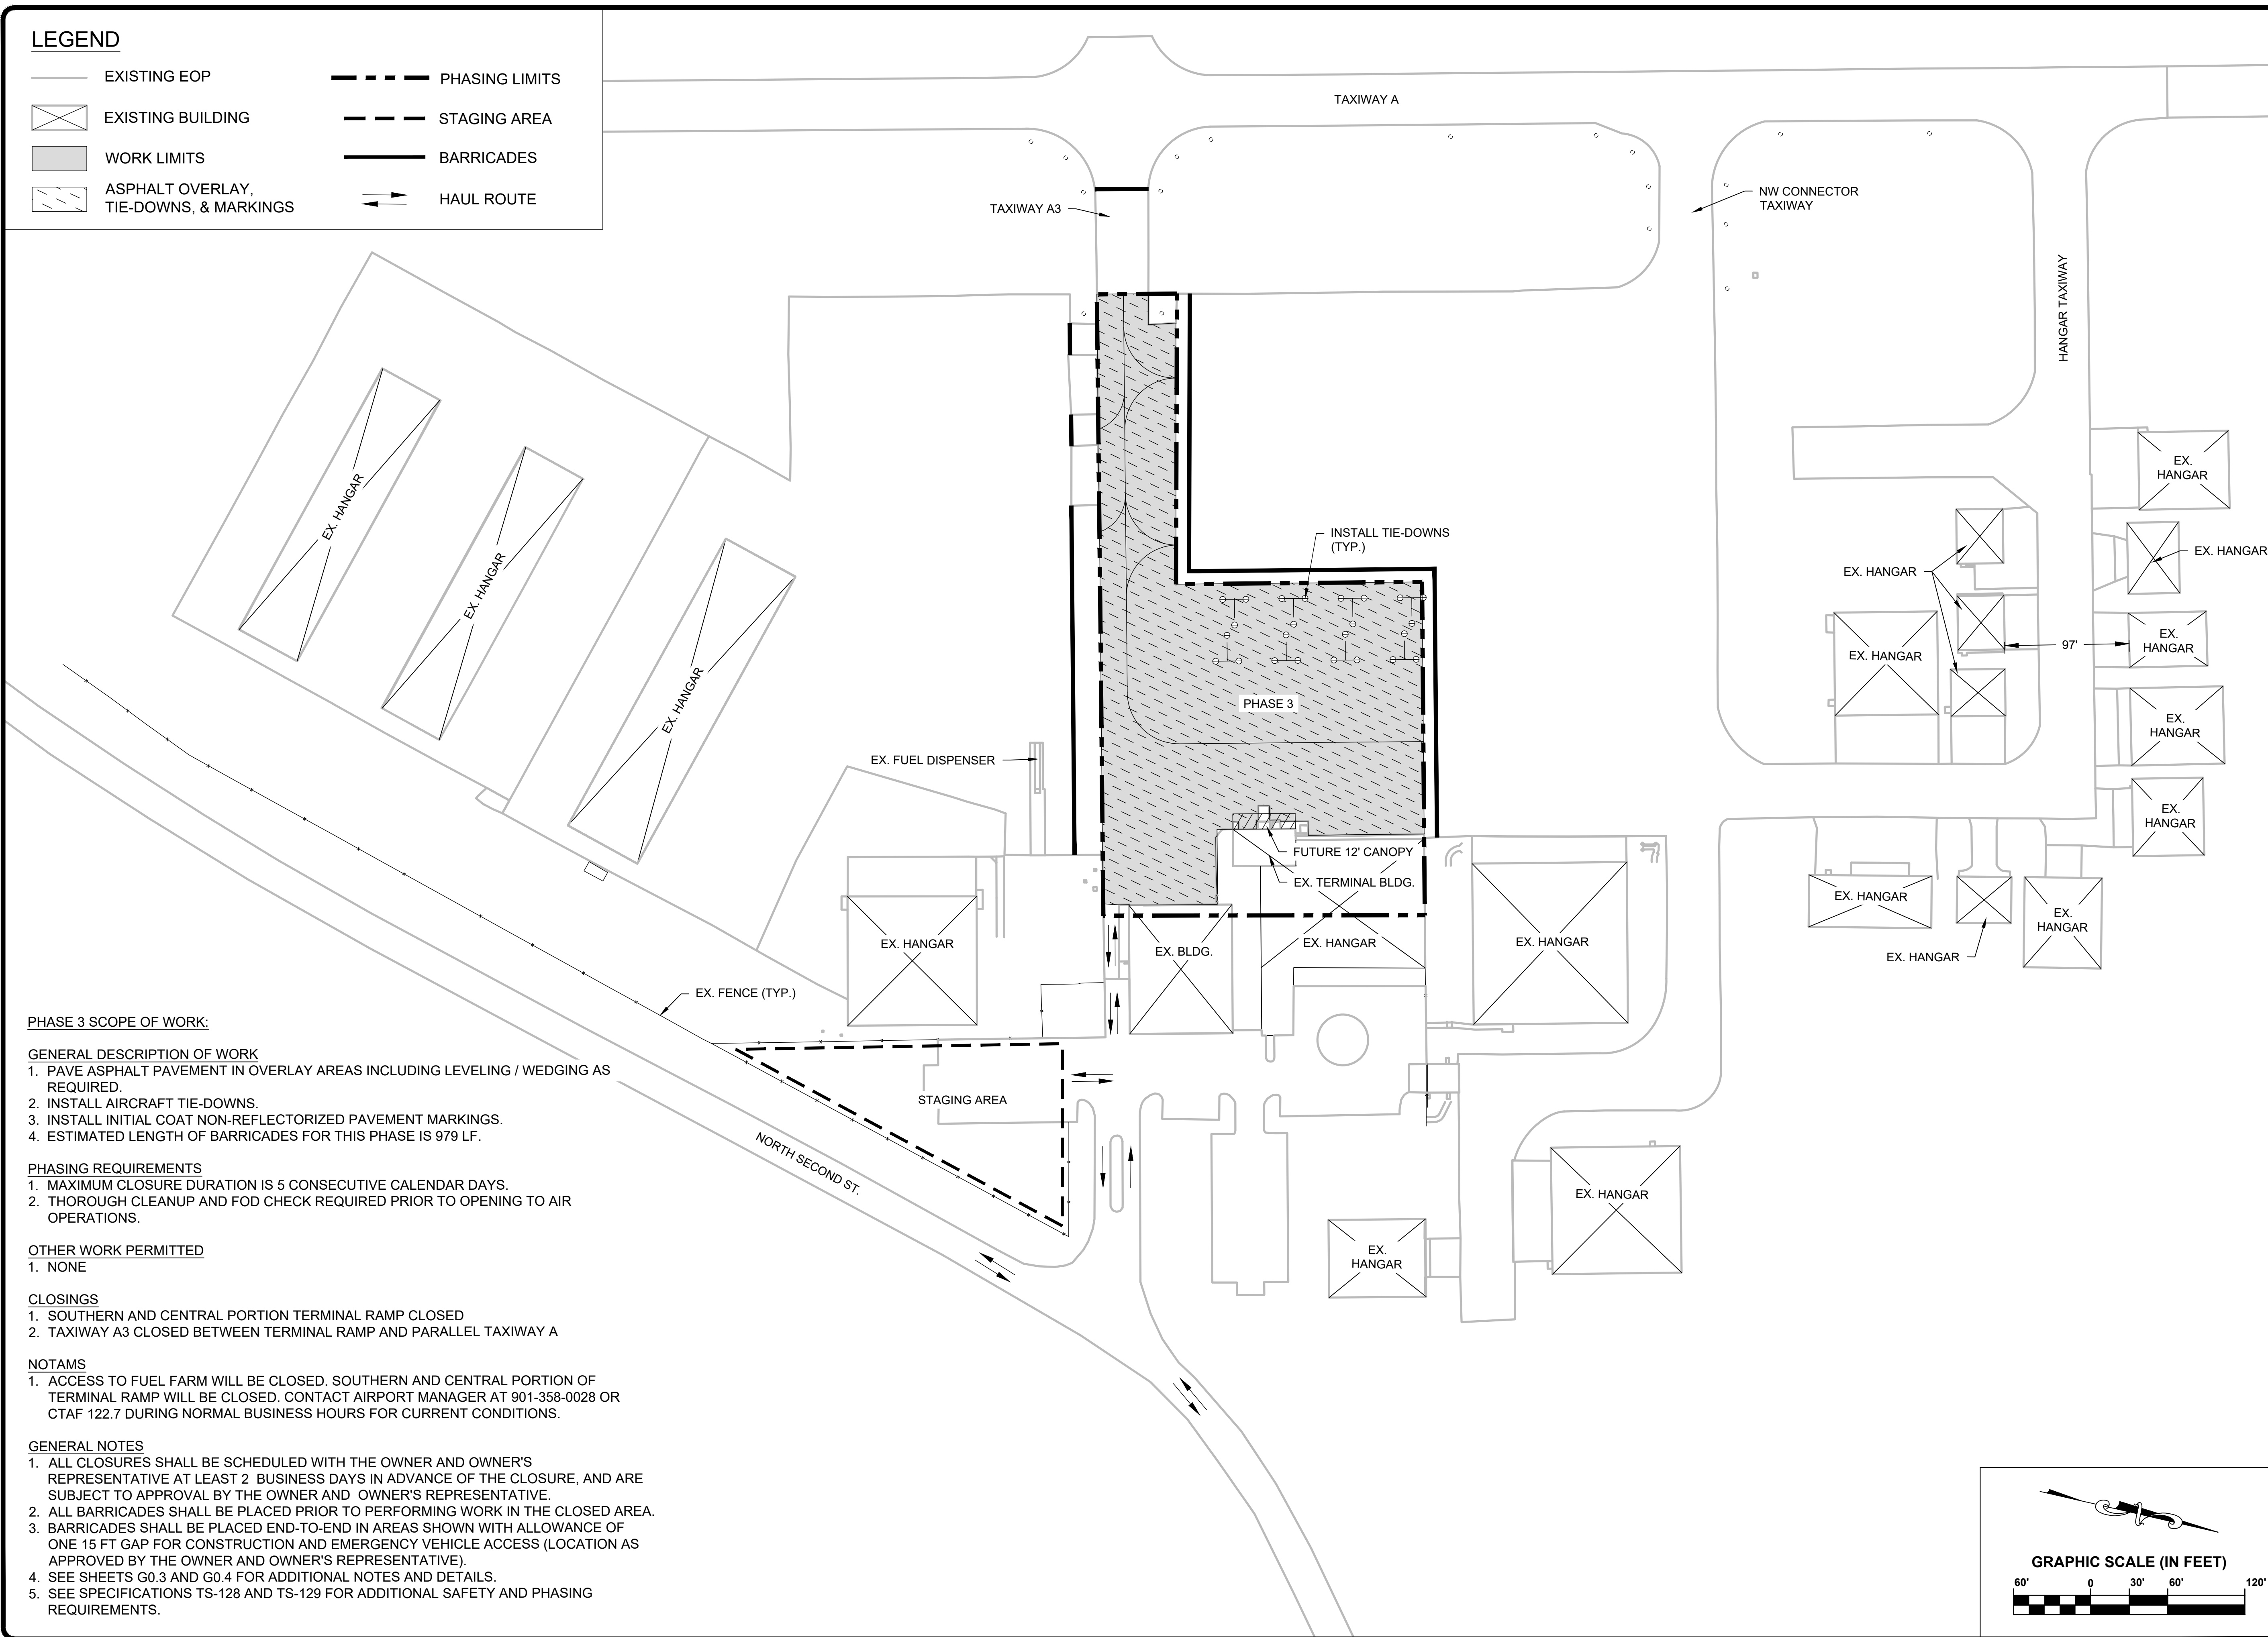 LEGEND
EXISTING EOP
EXISTING BUILDING
WORK LIMITS
ASPHALT OVERLAY,
TIE-DOWNS, & MARKINGS
PHASING LIMITS
STAGING AREA
BARRICADES
HAUL ROUTE
TAXIWAY A
TAXIWAY A3
NW CONNECTOR
TAXIWAY
HANGAR TAXIWAY
EX. HANGAR
EX. HANGAR
EX. HANGAR
INSTALL TIE-DOWNS
(TYP.)
PHASE 3
EX. FUEL DISPENSER
FUTURE 12' CANOPY
EX. TERMINAL BLDG.
EX. HANGAR
EX. BLDG.
EX. HANGAR
EX. HANGAR
EX.
HANGAR
EX. HANGAR
EX. HANGAR
EX. HANGAR
97'
EX.
HANGAR
EX.
HANGAR
EX.
HANGAR
EX. HANGAR
EX. HANGAR
EX.
HANGAR
EX. FENCE (TYP.)
STAGING AREA
NORTH SECOND ST.
EX. HANGAR
EX.
HANGAR
PHASE 3 SCOPE OF WORK:
GENERAL DESCRIPTION OF WORK
1. PAVE ASPHALT PAVEMENT IN OVERLAY AREAS INCLUDING LEVELING / WEDGING AS
REQUIRED.
2. INSTALL AIRCRAFT TIE-DOWNS.
3. INSTALL INITIAL COAT NON-REFLECTORIZED PAVEMENT MARKINGS.
4. ESTIMATED LENGTH OF BARRICADES FOR THIS PHASE IS 979 LF.
PHASING REQUIREMENTS
1. MAXIMUM CLOSURE DURATION IS 5 CONSECUTIVE CALENDAR DAYS.
2. THOROUGH CLEANUP AND FOD CHECK REQUIRED PRIOR TO OPENING TO AIR
OPERATIONS.
OTHER WORK PERMITTED
1. NONE
CLOSINGS
1. SOUTHERN AND CENTRAL PORTION TERMINAL RAMP CLOSED
2. TAXIWAY A3 CLOSED BETWEEN TERMINAL RAMP AND PARALLEL TAXIWAY A
NOTAMS
1. ACCESS TO FUEL FARM WILL BE CLOSED. SOUTHERN AND CENTRAL PORTION OF
TERMINAL RAMP WILL BE CLOSED. CONTACT AIRPORT MANAGER AT 901-358-0028 OR
CTAF 122.7 DURING NORMAL BUSINESS HOURS FOR CURRENT CONDITIONS.
GENERAL NOTES
1. ALL CLOSURES SHALL BE SCHEDULED WITH THE OWNER AND OWNER'S
REPRESENTATIVE AT LEAST 2 BUSINESS DAYS IN ADVANCE OF THE CLOSURE, AND ARE
SUBJECT TO APPROVAL BY THE OWNER AND OWNER'S REPRESENTATIVE.
2. ALL BARRICADES SHALL BE PLACED PRIOR TO PERFORMING WORK IN THE CLOSED AREA.
3. BARRICADES SHALL BE PLACED END-TO-END IN AREAS SHOWN WITH ALLOWANCE OF
ONE 15 FT GAP FOR CONSTRUCTION AND EMERGENCY VEHICLE ACCESS (LOCATION AS
APPROVED BY THE OWNER AND OWNER'S REPRESENTATIVE).
4. SEE SHEETS G0.3 AND G0.4 FOR ADDITIONAL NOTES AND DETAILS.
5. SEE SPECIFICATIONS TS-128 AND TS-129 FOR ADDITIONAL SAFETY AND PHASING
REQUIREMENTS.
GRAPHIC SCALE (IN FEET)
60' 0 30' 60' 120'